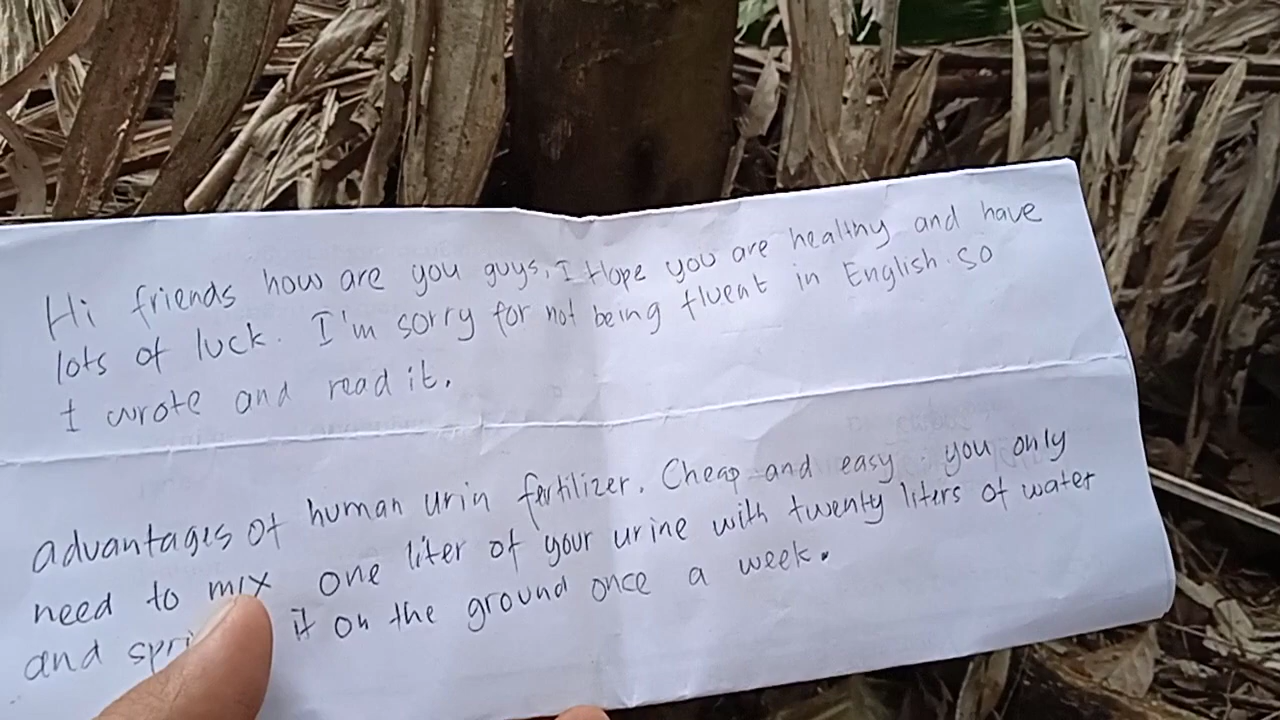 Hi friends how are you guys, I Hope you are healthy and have
lots of luck. I'm sorry for not being fluent in English. so
I wrote and read it.
advantages of human urin fertilizer. Cheap and easy. you only
need to mix one liter of your urine with twenty liters of water
and it on the ground once a week.